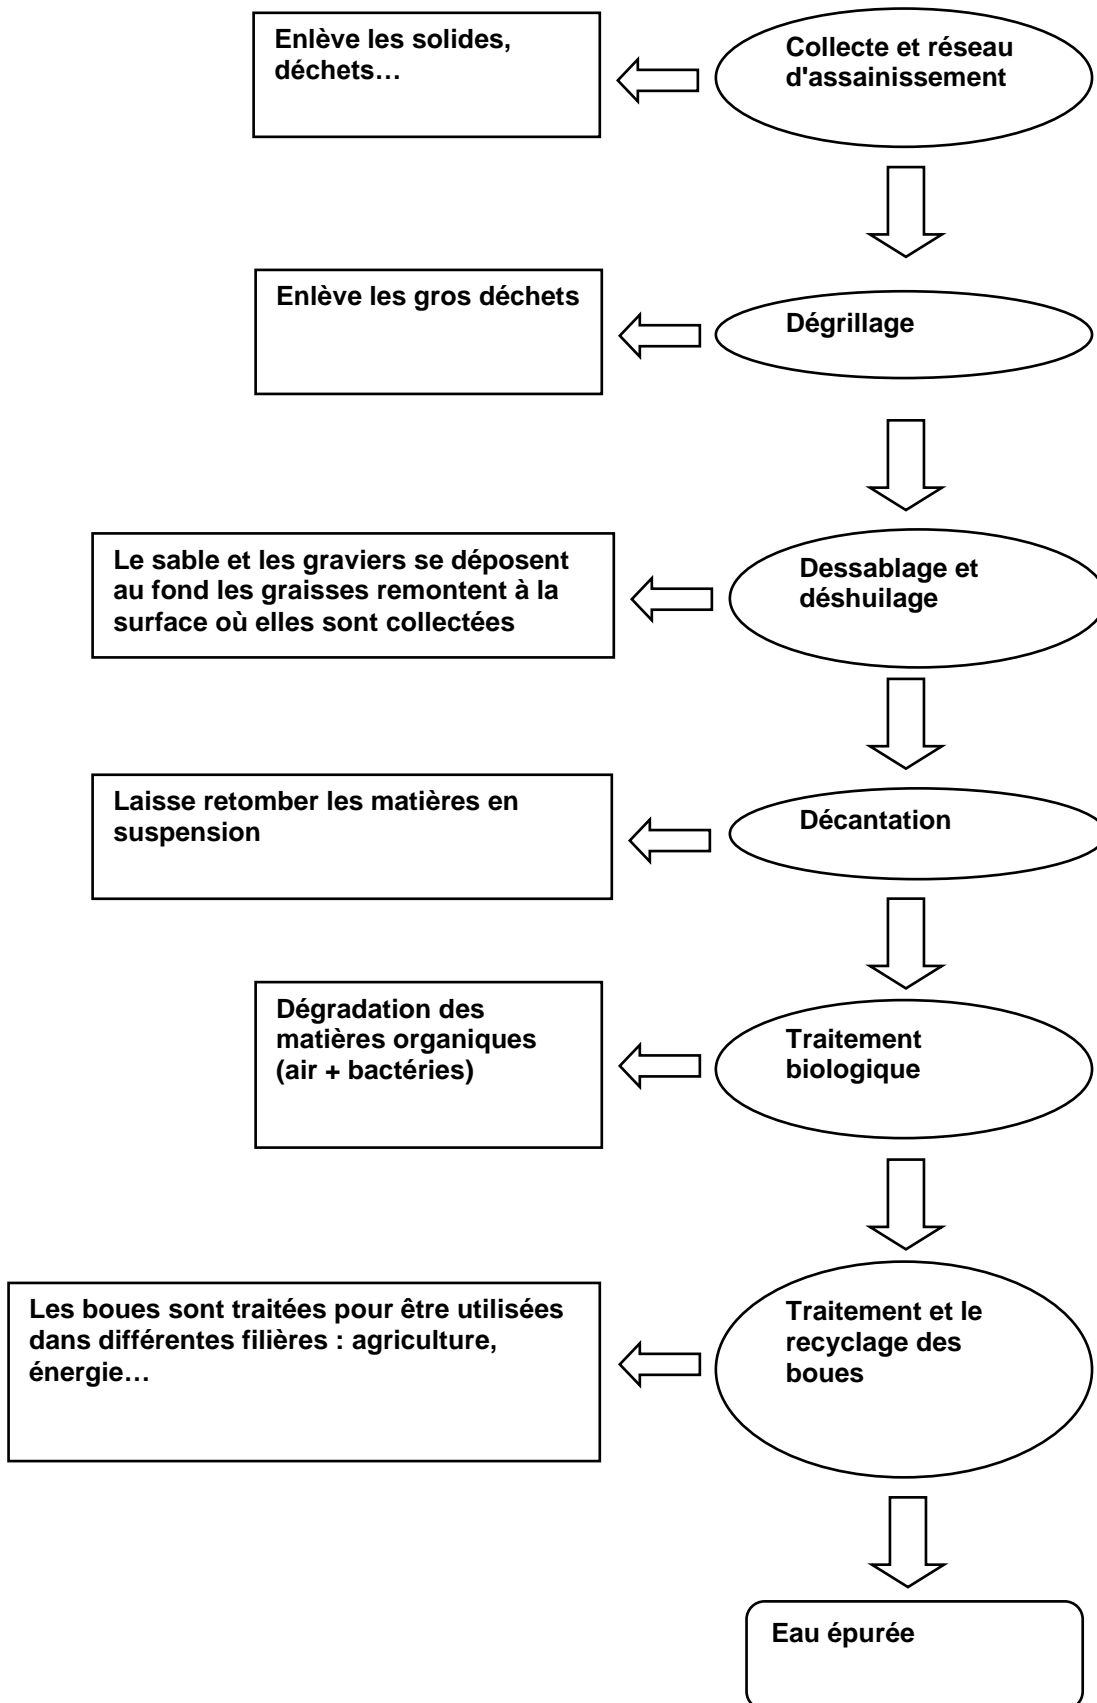 Enlève les solides,
déchets…
Collecte et réseau
d'assainissement
Enlève les gros déchets
Dégrillage
Le sable et les graviers se déposent
au fond les graisses remontent à la
surface où elles sont collectées
Dessablage et
déshuilage
Laisse retomber les matières en
suspension
Décantation
Dégradation des
matières organiques
(air + bactéries)
Traitement
biologique
Les boues sont traitées pour être utilisées
dans différentes filières : agriculture,
énergie…
Traitement et le
recyclage des
boues
Eau épurée